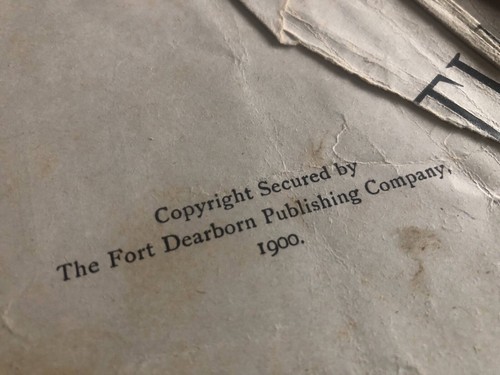 Copyright Secured by
The Fort Dearborn Publishing Company,
1900.